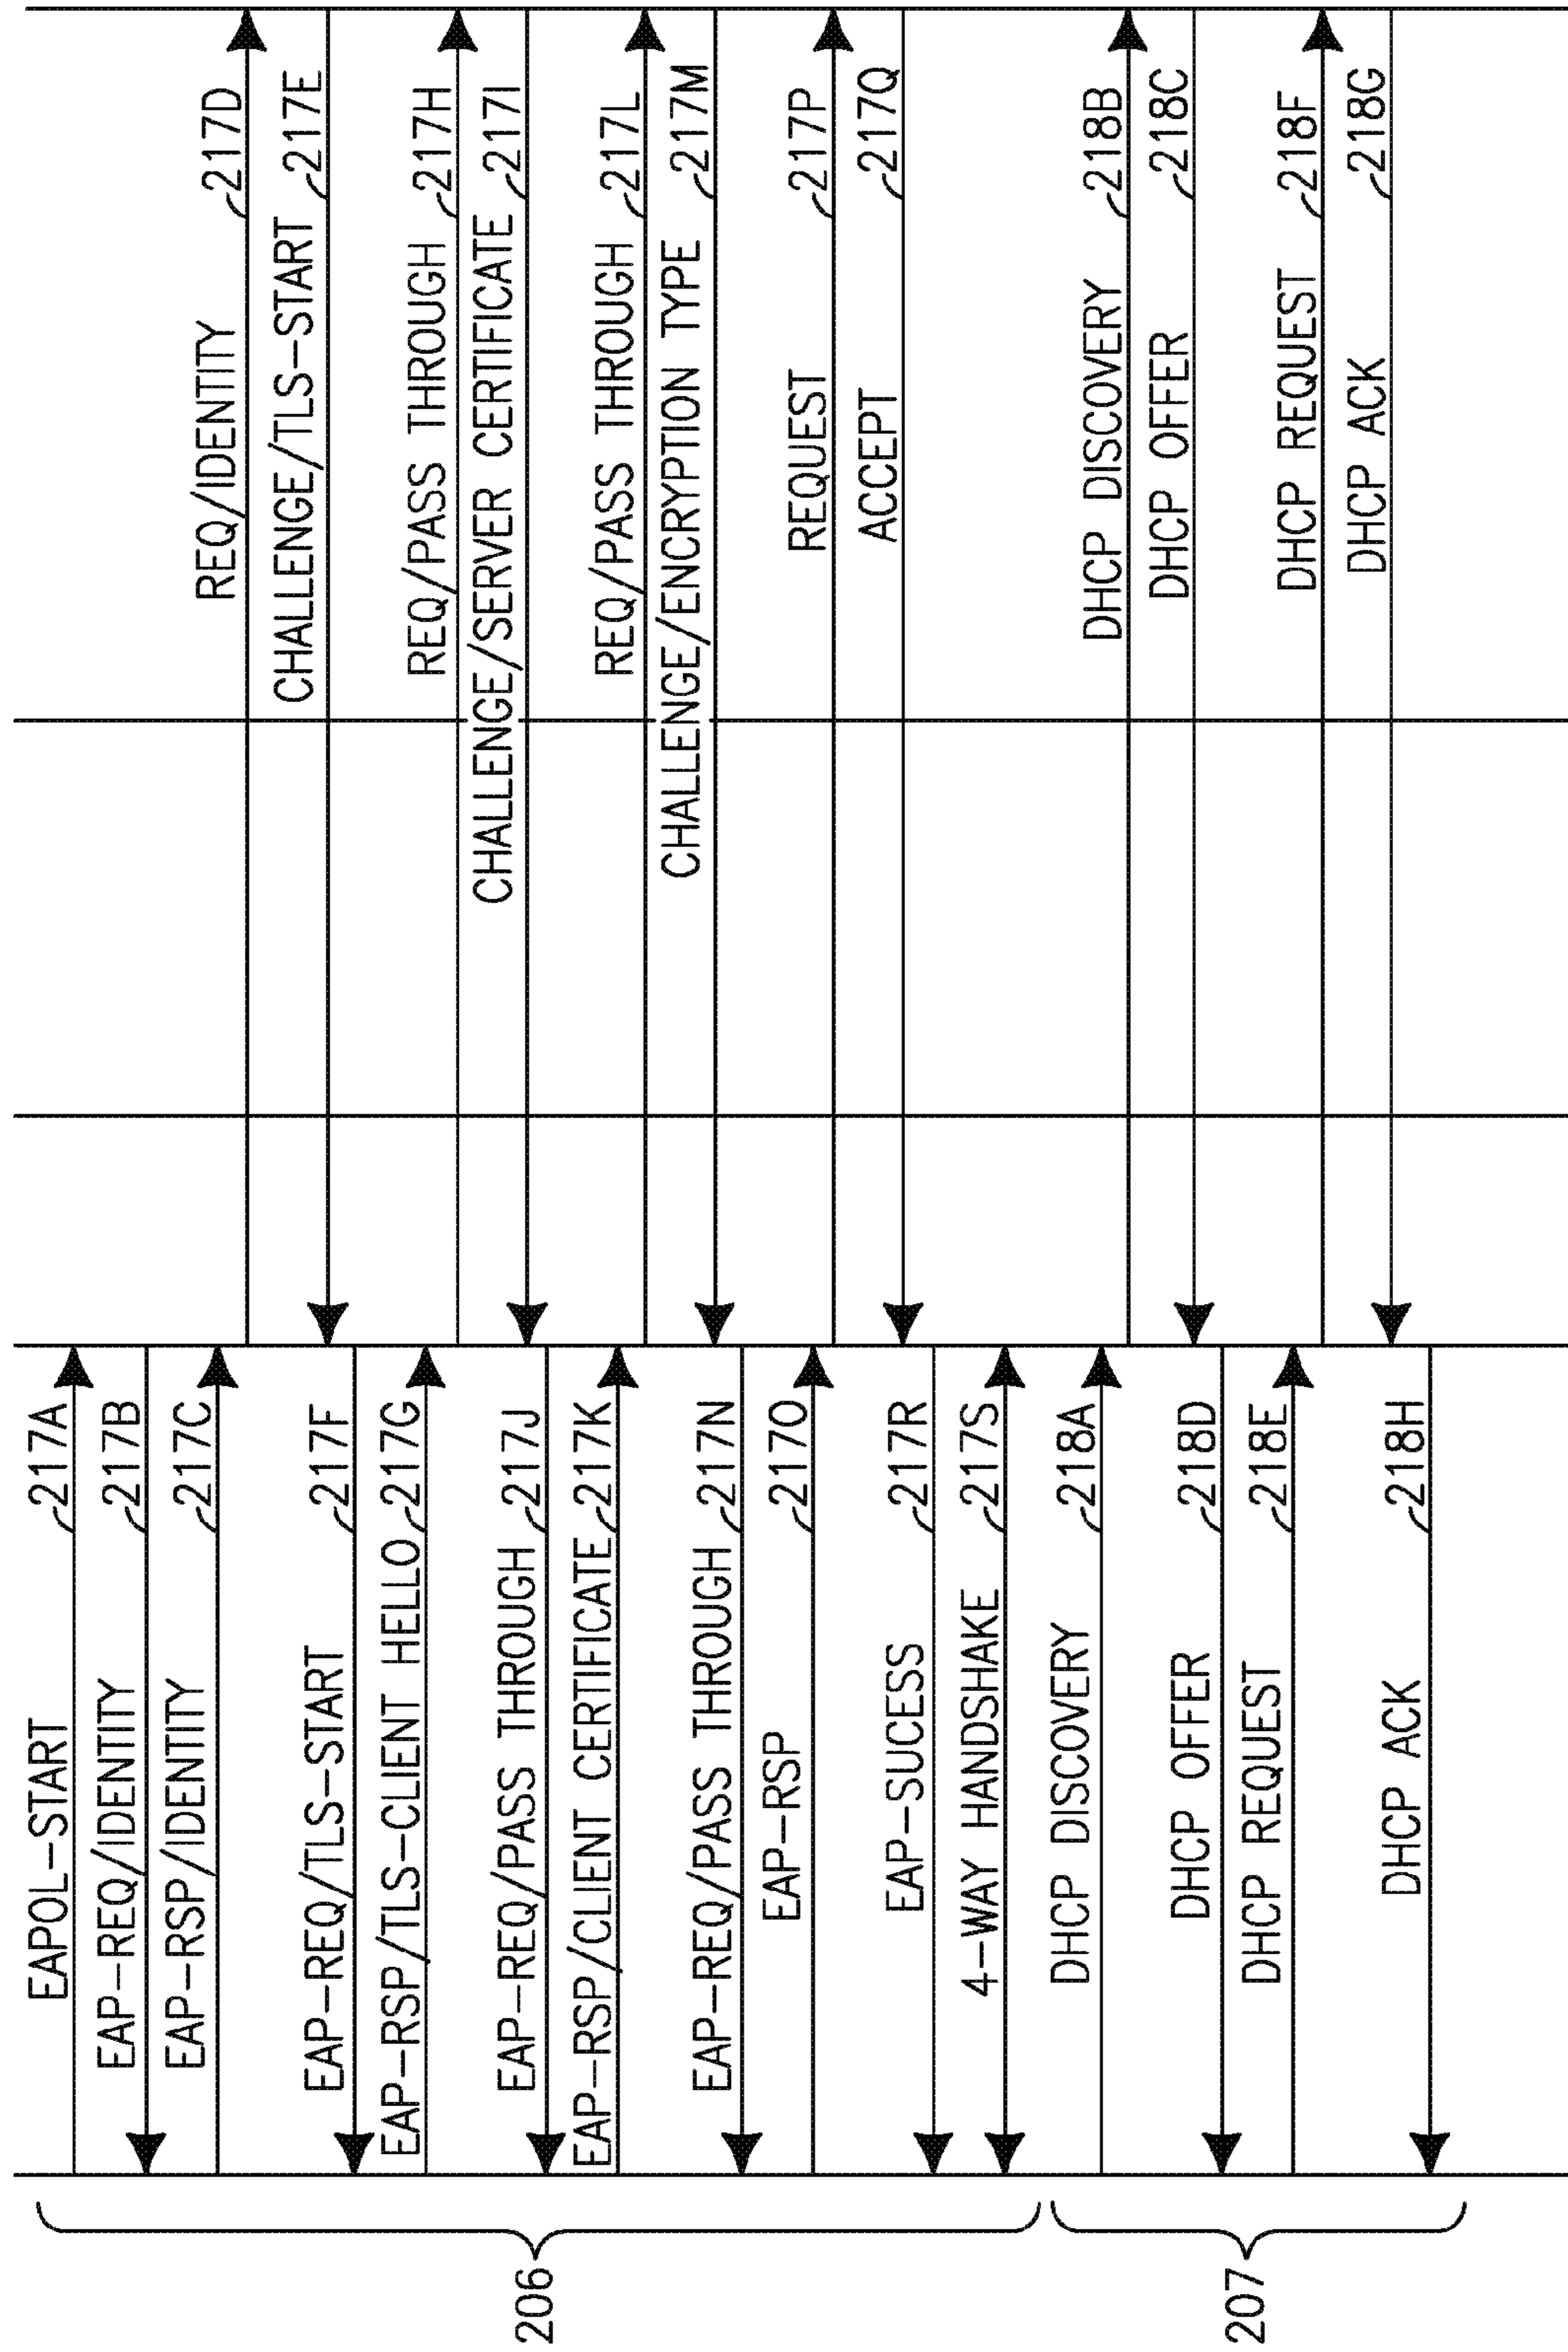 206
207
EAPOL-START 217A
EAP-REQ/IDENTITY 217B
EAP-RSP/IDENTITY 217C
REQ/IDENTITY 217D
CHALLENGE/TLS-START 217E
EAP-REQ/TLS-START 217F
EAP-RSP/TLS-CLIENT HELLO 217G
REQ/PASS THROUGH 217H
CHALLENGE/SERVER CERTIFICATE 217I
EAP-REQ/PASS THROUGH 217J
EAP-RSP/CLIENT CERTIFICATE 217K
REQ/PASS THROUGH 217L
CHALLENGE/ENCRYPTION TYPE 217M
EAP-REQ/PASS THROUGH 217N
EAP-RSP 217O
REQUEST 217P
ACCEPT 217Q
EAP-SUCESS 217R
4-WAY HANDSHAKE 217S
DHCP DISCOVERY 218A
DHCP DISCOVERY 218B
DHCP OFFER 218C
DHCP OFFER 218D
DHCP REQUEST 218E
DHCP REQUEST 218F
DHCP ACK 218G
DHCP ACK 218H